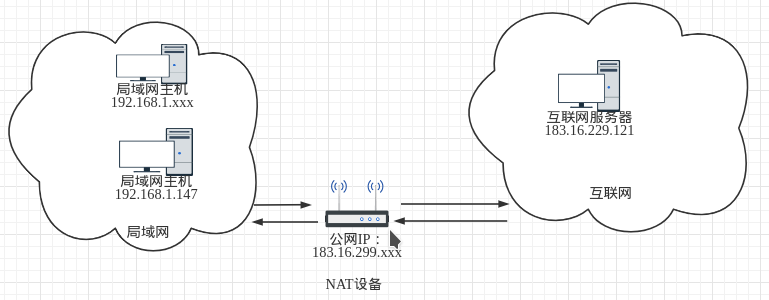 局域网主机
192.168.1.xxx
局域网主机
192.168.1.147
局域网
公网IP：
183.16.299.xxx
NAT设备
互联网服务器
183.16.229.121
互联网